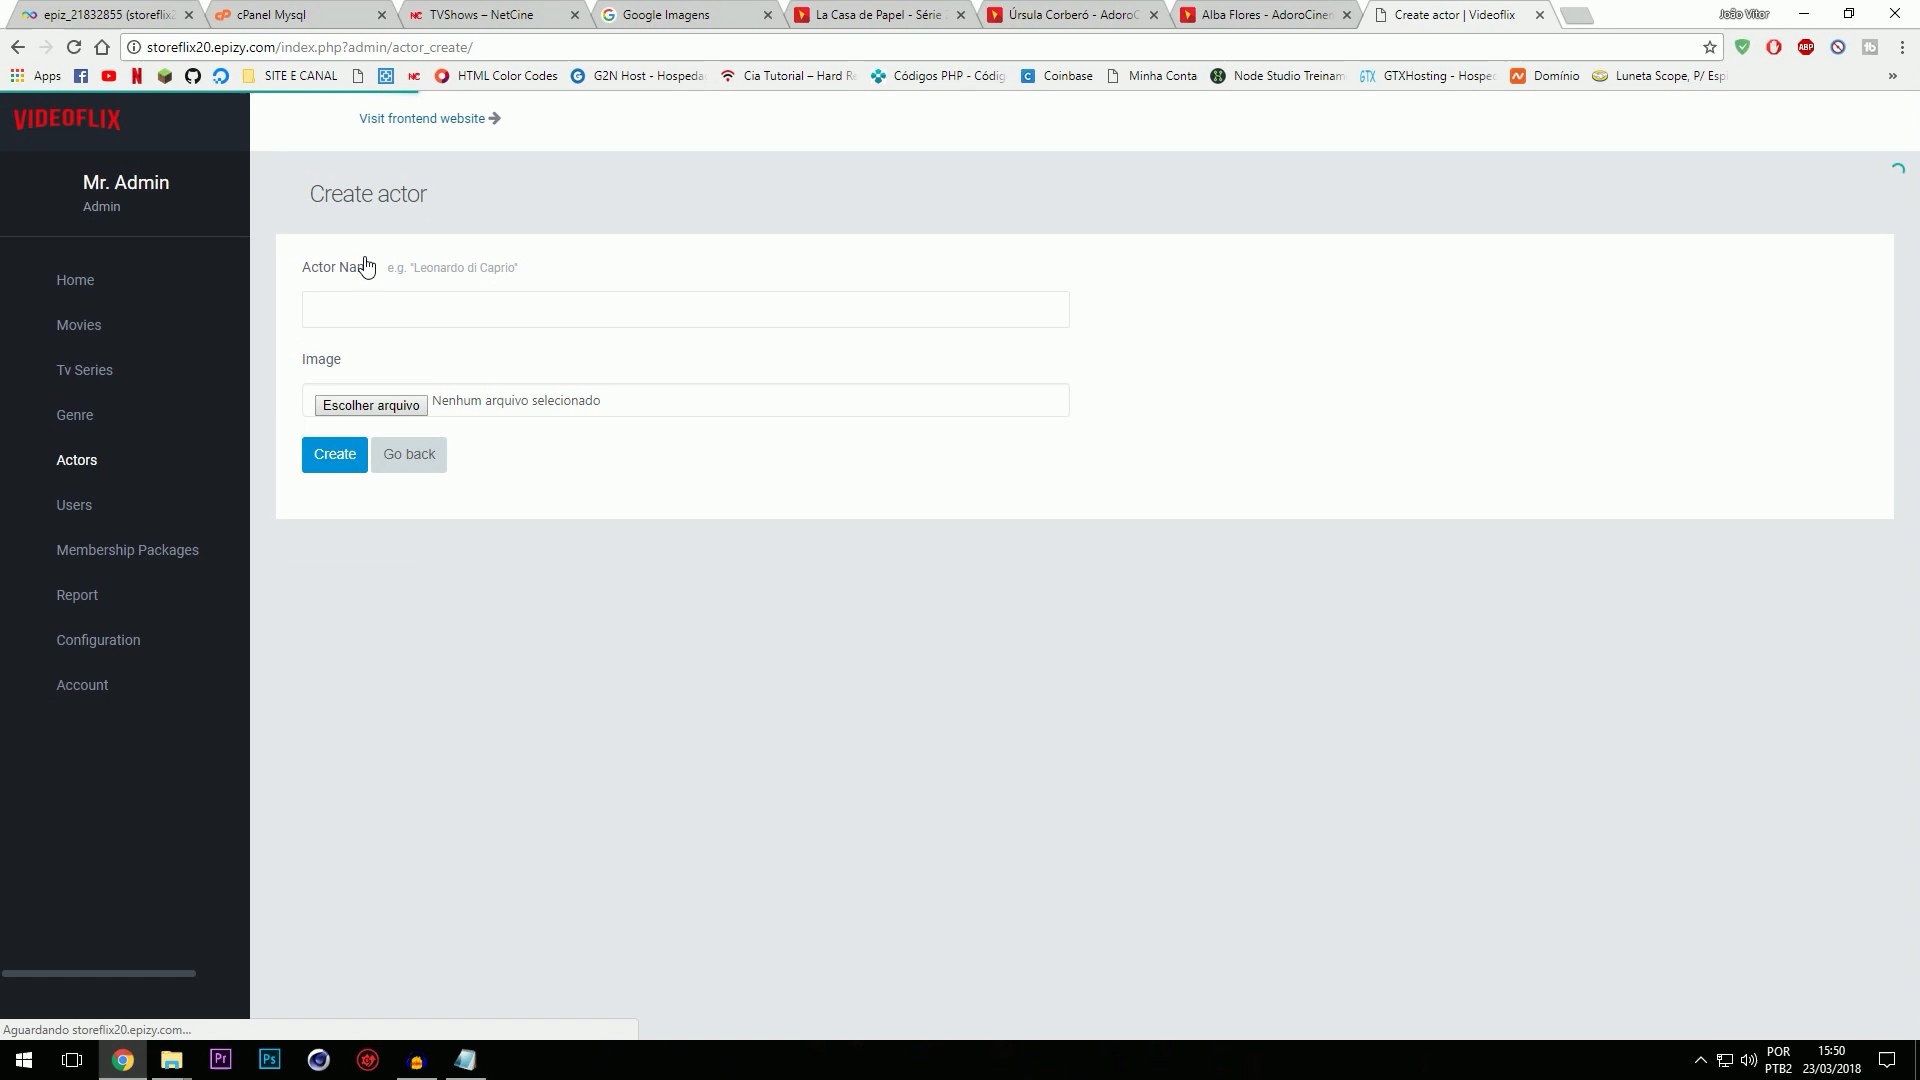 epiz_21832855 (storeflix2
cPanel Mysql
TVShows – NetCine
Google Imagens
La Casa de Papel - Série
Úrsula Corberó - AdoroC
Alba Flores - AdoroCinem
Create actor | Videoflix
João Vitor
storeflix20.epizy.com/index.php?admin/actor_create/
Apps
SITE E CANAL
HTML Color Codes
G2N Host - Hospeda
Cia Tutorial – Hard Re
Códigos PHP - Códig
Coinbase
Minha Conta
Node Studio Treinam
GTXHosting - Hospec
Domínio
Luneta Scope, P/ Esp
VIDEOFLIX
Visit frontend website
Mr. Admin
Admin
Home
Movies
Tv Series
Genre
Actors
Users
Membership Packages
Report
Configuration
Account
Create actor
Actor Nam
e.g. "Leonardo di Caprio"
Image
Escolher arquivo
Nenhum arquivo selecionado
Create
Go back
Aguardando storeflix20.epizy.com...
POR
PTB2
15:50
23/03/2018